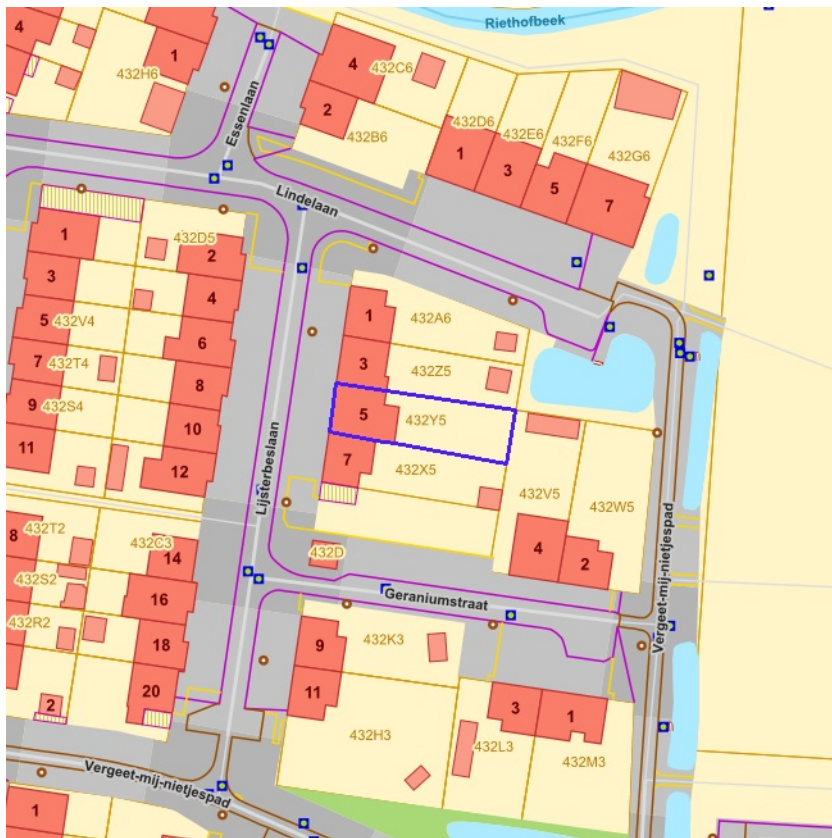 Riethofbeek
4
432H6
1
4
432C6
2
432B6
Essenlaan
432D6
432E6
432F6
432G6
1
3
5
7
Lindelaan
1
432D5
2
3
4
5
432V4
6
7
432T4
8
9
432S4
10
11
12
1
432A6
3
432Z5
5
432Y5
7
432X5
432V5
432W5
4
2
Lijsterbeslaan
432D
Geraniumstraat
Vergeet-mij-nietjespad
8
432T2
432C3
14
432S2
16
432R2
18
20
2
9
432K3
11
432H3
3
1
432L3
432M3
Vergeet-mij-nietjespad
1